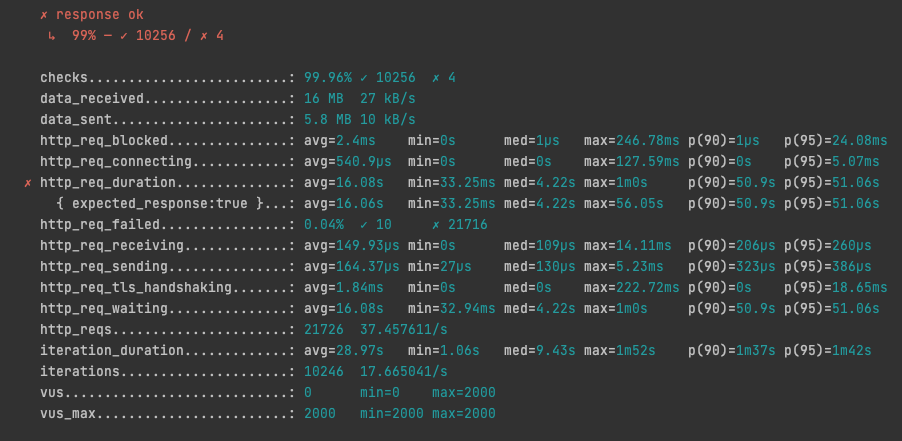 ✗ response ok
↳  99% — ✓ 10256 / ✗ 4
checks.........................: 99.96% ✓ 10256  ✗ 4
data_received..................: 16 MB  27 kB/s
data_sent......................: 5.8 MB 10 kB/s
http_req_blocked...............: avg=2.4ms    min=0s      med=1µs   max=246.78ms p(90)=1µs   p(95)=24.08ms
http_req_connecting............: avg=540.9µs  min=0s      med=0s    max=127.59ms p(90)=0s    p(95)=5.07ms
✗ http_req_duration..............: avg=16.08s   min=33.25ms med=4.22s max=1m0s     p(90)=50.9s p(95)=51.06s
{ expected_response:true }...: avg=16.06s   min=33.25ms med=4.22s max=56.05s   p(90)=50.9s p(95)=51.06s
http_req_failed................: 0.04%  ✓ 10     ✗ 21716
http_req_receiving.............: avg=149.93µs min=0s      med=109µs max=14.11ms  p(90)=206µs p(95)=260µs
http_req_sending...............: avg=164.37µs min=27µs    med=130µs max=5.23ms   p(90)=323µs p(95)=386µs
http_req_tls_handshaking.......: avg=1.84ms   min=0s      med=0s    max=222.72ms p(90)=0s    p(95)=18.65ms
http_req_waiting...............: avg=16.08s   min=32.94ms med=4.22s max=1m0s     p(90)=50.9s p(95)=51.06s
http_reqs......................: 21726  37.457611/s
iteration_duration.............: avg=28.97s   min=1.06s   med=9.43s max=1m52s    p(90)=1m37s p(95)=1m42s
iterations.....................: 10246  17.665041/s
vus............................: 0      min=0    max=2000
vus_max........................: 2000   min=2000 max=2000